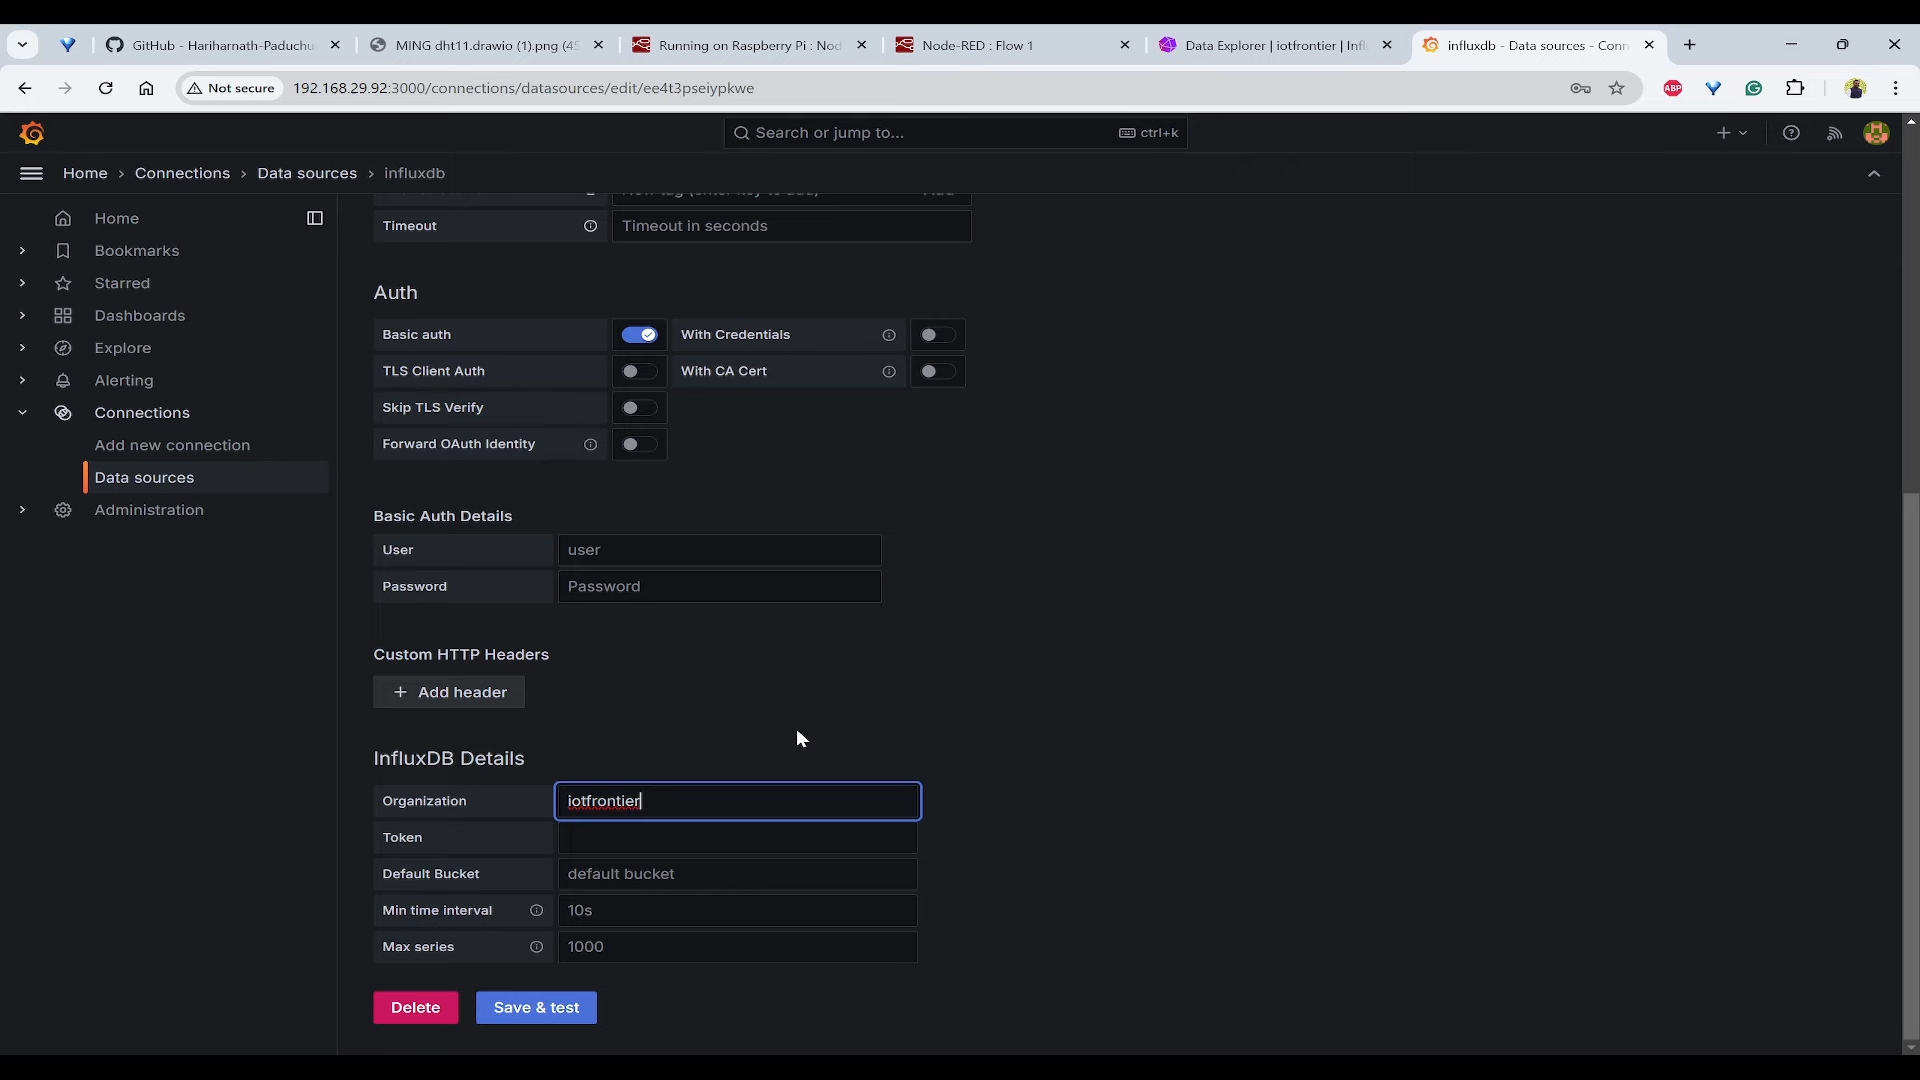 GitHub - Hariharnath-Paduchu
MING dht11.drawio (1).png (4
Running on Raspberry Pi : Nod
Node-RED : Flow 1
Data Explorer | iotfrontier | Infl
influxdb - Data sources - Conn
Not secure
192.168.29.92:3000/connections/datasources/edit/ee4t3pseiypkwe
ABP
Search or jump to...
ctrl+k
Home › Connections › Data sources › influxdb
Home
Bookmarks
Starred
Dashboards
Explore
Alerting
Connections
Add new connection
Data sources
Administration
Timeout
Timeout in seconds
Auth
Basic auth
With Credentials
TLS Client Auth
With CA Cert
Skip TLS Verify
Forward OAuth Identity
Basic Auth Details
User
user
Password
Password
Custom HTTP Headers
+ Add header
InfluxDB Details
Organization
iotfrontier
Token
Default Bucket
default bucket
Min time interval
10s
Max series
1000
Delete
Save & test